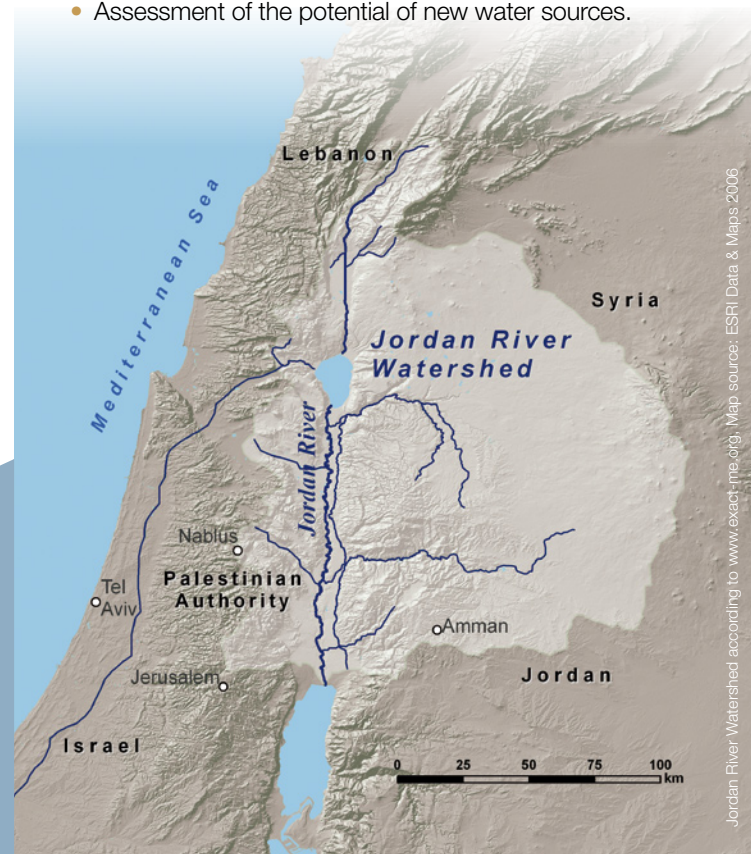 • Assessment of the potential of new water sources.
Lebanon
Mediterranean Sea
Syria
Jordan River
Watershed
Jordan River
Nablus
Palestinian
Authority
Tel
Aviv
Amman
Jerusalem
Jordan
Israel
0 25 50 75 100
km
Jordan River Watershed according to www.exact-me.org, Map source: ESRI Data & Maps 2006